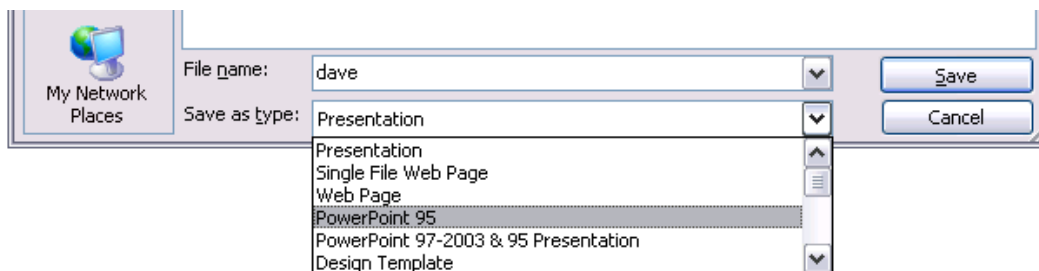 My Network
Places
File name:
dave
Save
Save as type:
Presentation
Cancel
Presentation
Single File Web Page
Web Page
PowerPoint 95
PowerPoint 97-2003 & 95 Presentation
Design Template